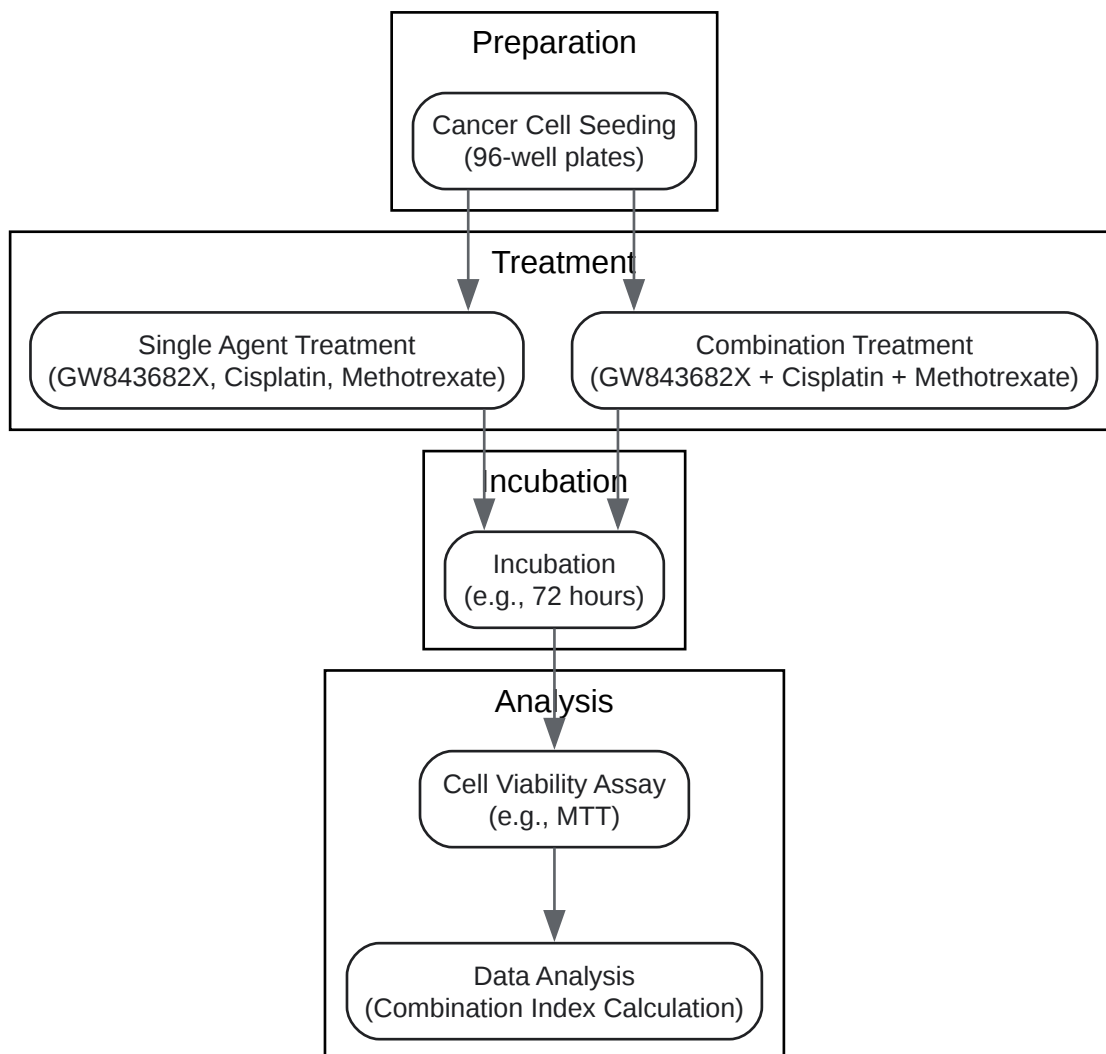 Preparation
Cancer Cell Seeding
(96-well plates)
Treatment
Single Agent Treatment
(GW843682X, Cisplatin, Methotrexate)
Combination Treatment
(GW843682X + Cisplatin + Methotrexate)
Incubation
Incubation
(e.g., 72 hours)
Analysis
Cell Viability Assay
(e.g., MTT)
Data Analysis
(Combination Index Calculation)